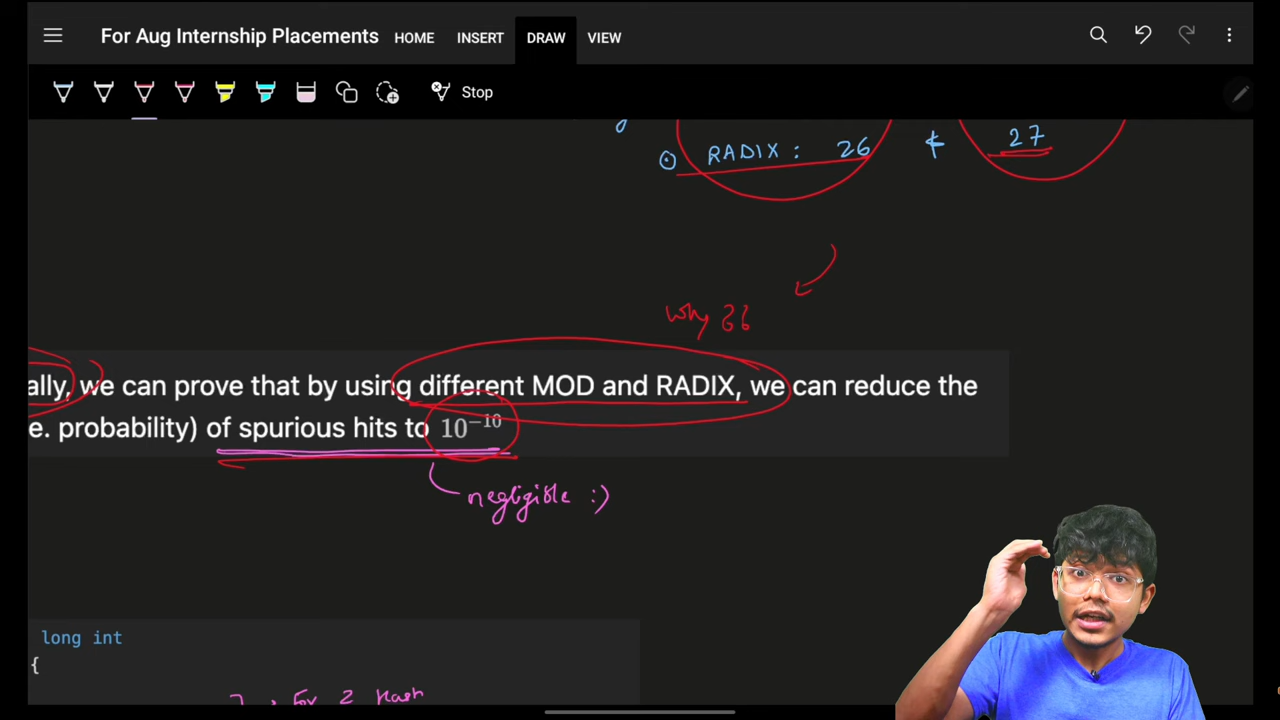 For Aug Internship Placements HOME INSERT DRAW VIEW
Stop
RADIX : 26 & 27
why
ally, we can prove that by using different MOD and RADIX, we can reduce the
e. probability) of spurious hits to 10⁻¹⁰
negligible :)
long int
{
For 2 Hash